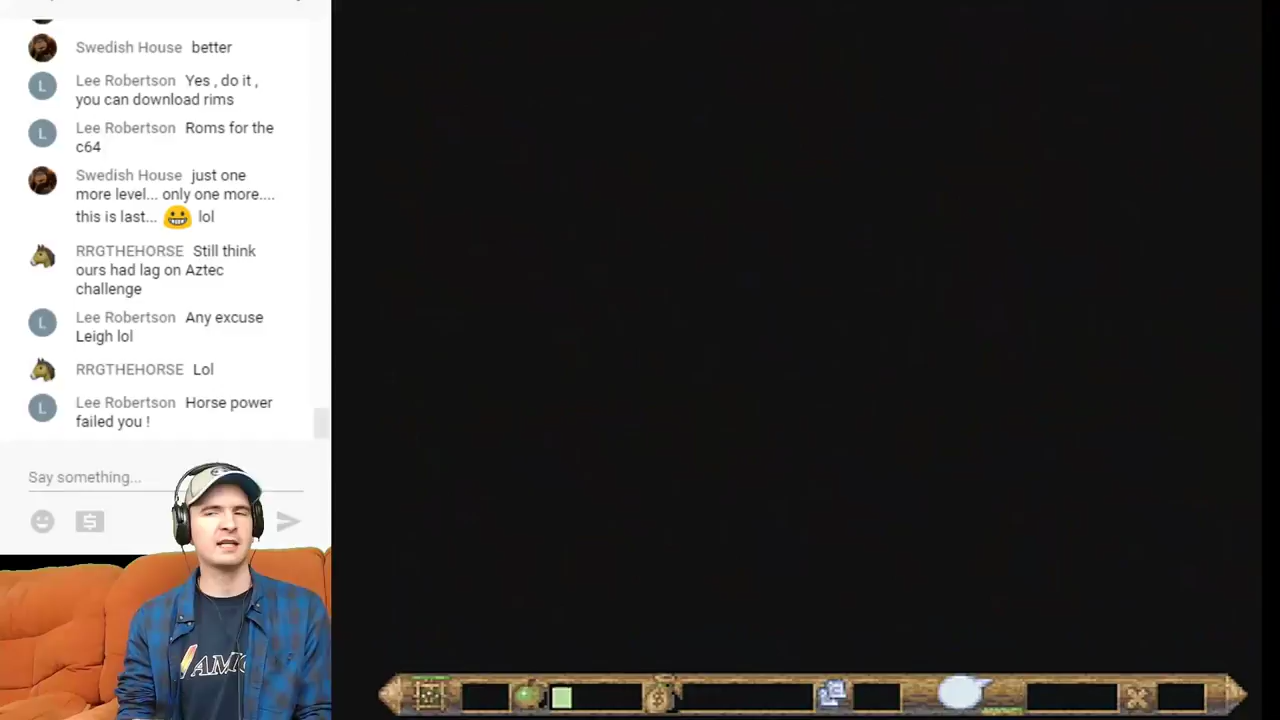 Swedish House better
Lee Robertson Yes , do it ,
you can download rims
Lee Robertson Roms for the
c64
Swedish House just one
more level... only one more....
this is last... 😀 lol
RRGTHEHORSE Still think
ours had lag on Aztec
challenge
Lee Robertson Any excuse
Leigh lol
RRGTHEHORSE Lol
Lee Robertson Horse power
failed you !
Say something...
L
L
L
L
AMIG